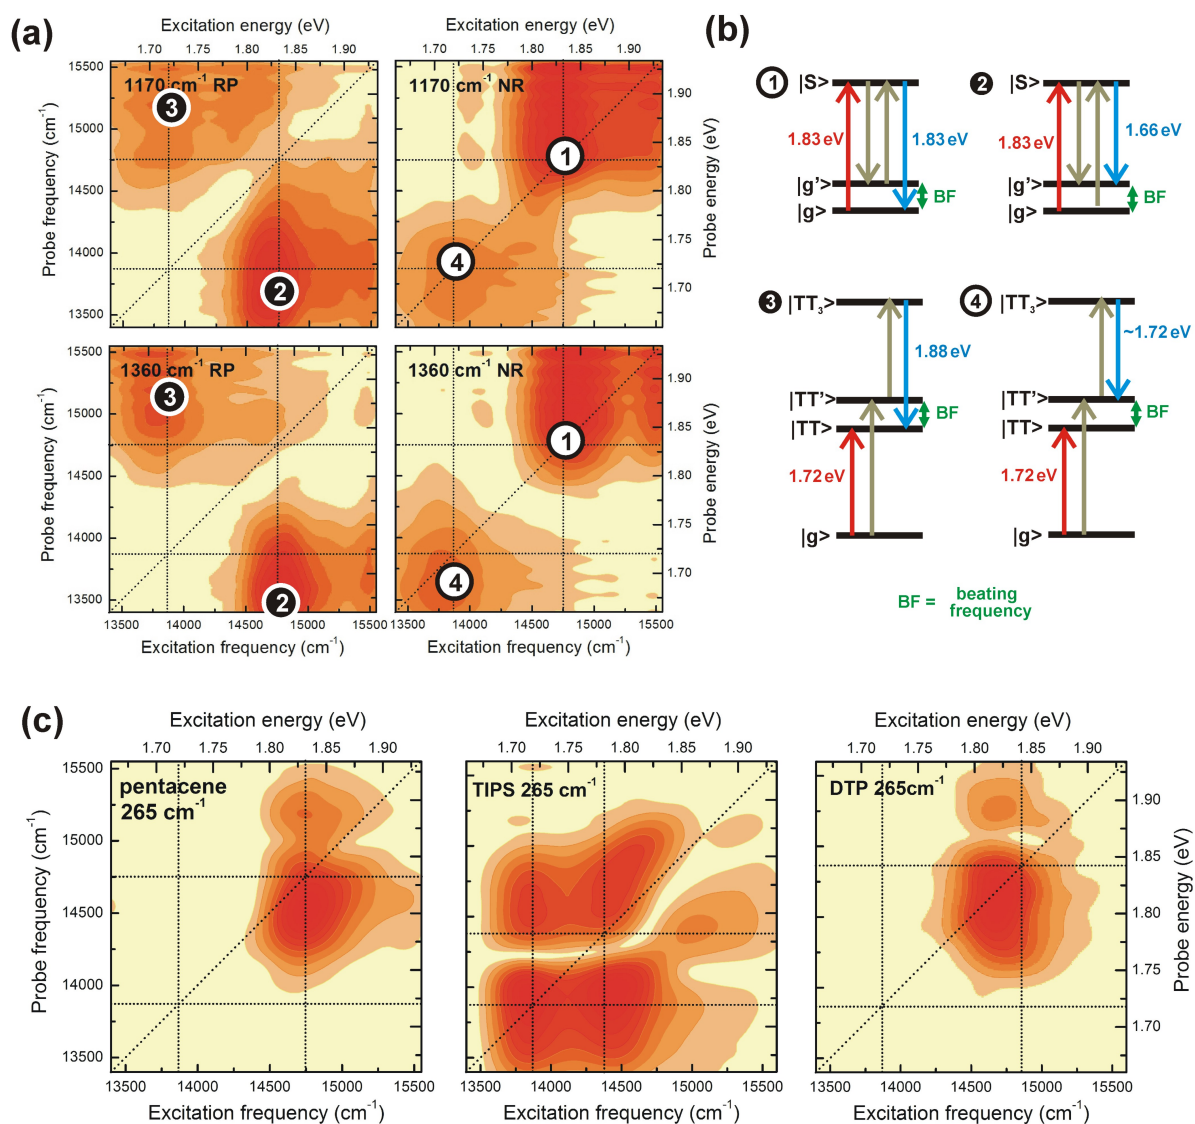 (a)
Excitation energy (eV)
1.70 1.75 1.80 1.85 1.90
Excitation energy (eV)
1.70 1.75 1.80 1.85 1.90
Probe frequency (cm⁻¹)
15500
15000
14500
14000
13500
1170 cm⁻¹ RP
3
2
1170 cm⁻¹ NR
1
4
1.90
1.85
1.80
1.75
1.70
Probe energy (eV)
Probe frequency (cm⁻¹)
15500
15000
14500
14000
13500
1360 cm⁻¹ RP
3
2
1360 cm⁻¹ NR
1
4
1.90
1.85
1.80
1.75
1.70
Probe energy (eV)
13500 14000 14500 15000 15500
Excitation frequency (cm⁻¹)
13500 14000 14500 15000 15500
Excitation frequency (cm⁻¹)
(b)
1 |S>
1.83 eV 1.83 eV
|g'>
BF
|g>
2 |S>
1.83 eV 1.66 eV
|g'>
BF
|g>
3 |TT₃>
1.88 eV
|TT'>
BF
|TT>
1.72 eV
|g>
4 |TT₃>
~1.72 eV
|TT'>
BF
|TT>
1.72 eV
|g>
BF = beating
frequency
(c)
Excitation energy (eV)
1.70 1.75 1.80 1.85 1.90
Excitation energy (eV)
1.70 1.75 1.80 1.85 1.90
Excitation energy (eV)
1.70 1.75 1.80 1.85 1.90
Probe frequency (cm⁻¹)
15500
15000
14500
14000
13500
pentacene
265 cm⁻¹
TIPS 265 cm⁻¹
DTP 265cm⁻¹
1.90
1.85
1.80
1.75
1.70
Probe energy (eV)
13500 14000 14500 15000 15500
Excitation frequency (cm⁻¹)
13500 14000 14500 15000 15500
Excitation frequency (cm⁻¹)
13500 14000 14500 15000 15500
Excitation frequency (cm⁻¹)